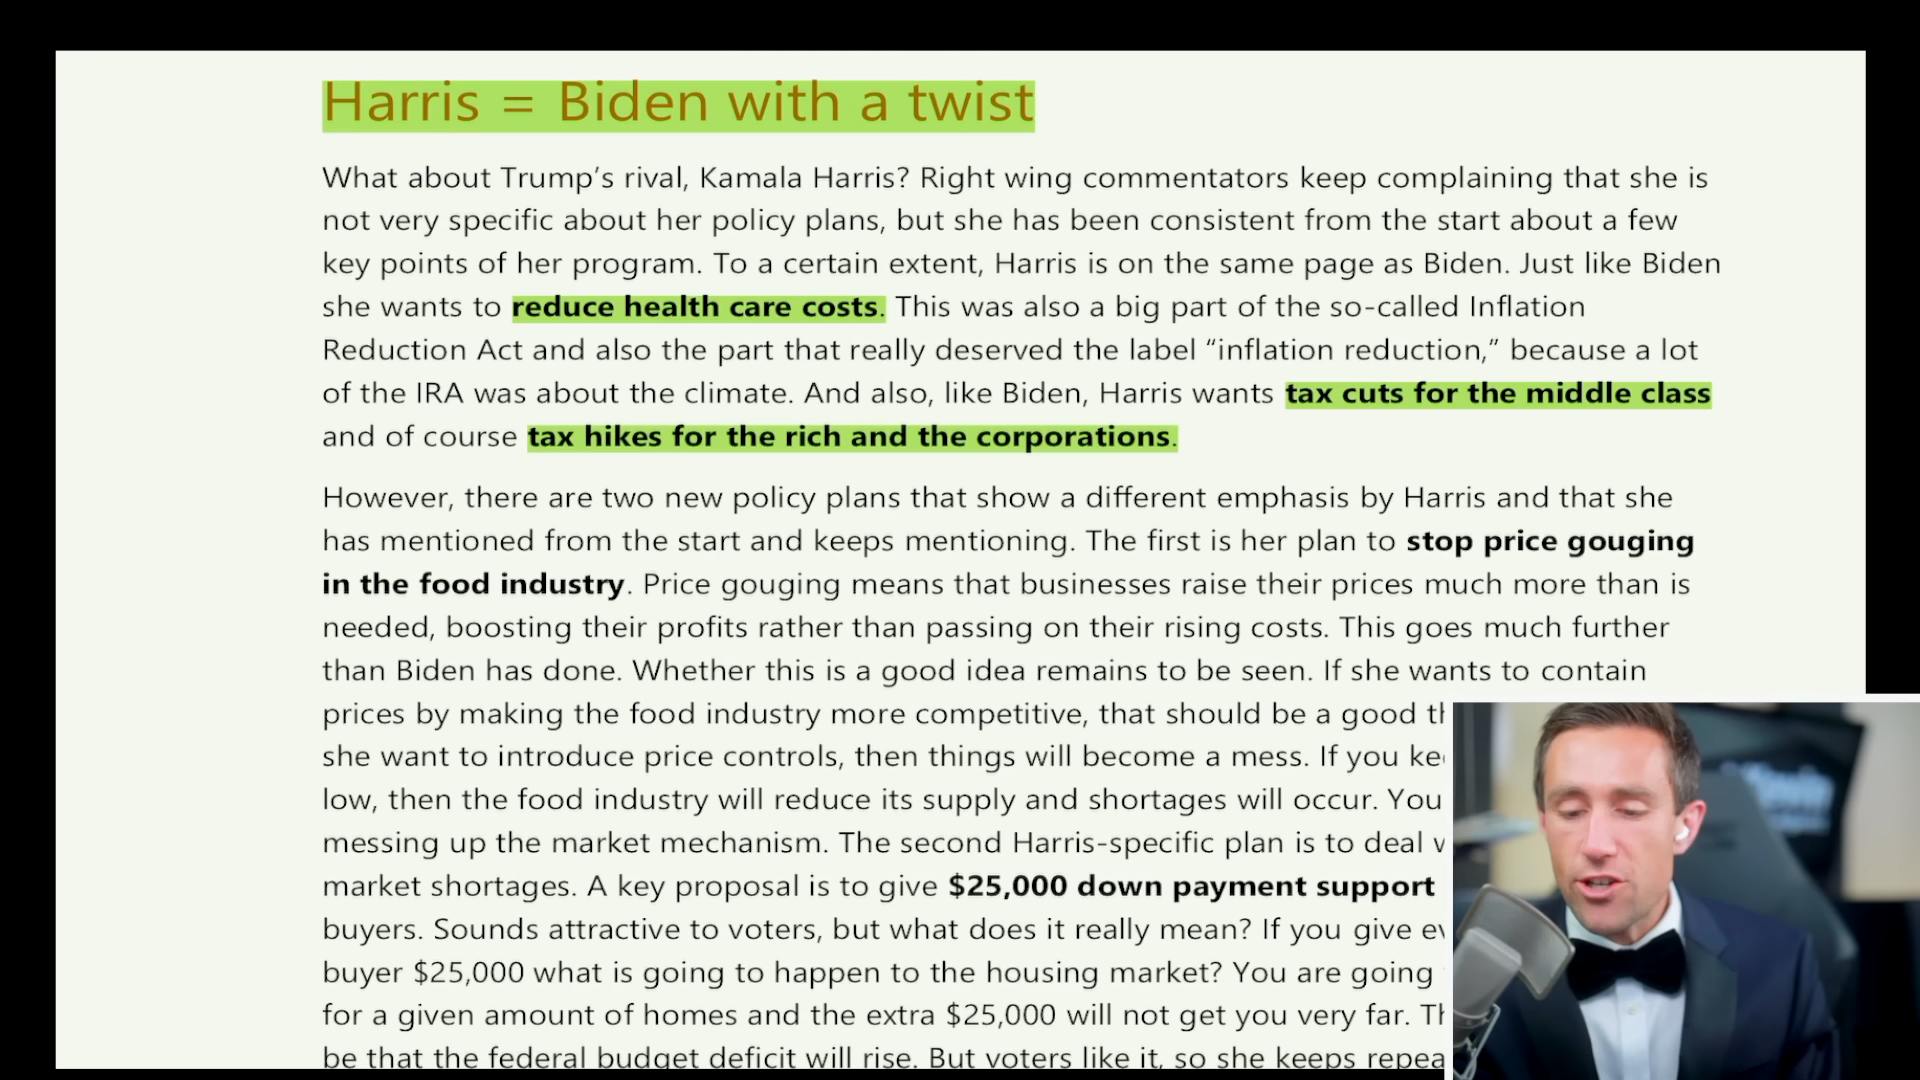 Harris = Biden with a twist
What about Trump’s rival, Kamala Harris? Right wing commentators keep complaining that she is
not very specific about her policy plans, but she has been consistent from the start about a few
key points of her program. To a certain extent, Harris is on the same page as Biden. Just like Biden
she wants to reduce health care costs. This was also a big part of the so-called Inflation
Reduction Act and also the part that really deserved the label “inflation reduction,” because a lot
of the IRA was about the climate. And also, like Biden, Harris wants tax cuts for the middle class
and of course tax hikes for the rich and the corporations.
However, there are two new policy plans that show a different emphasis by Harris and that she
has mentioned from the start and keeps mentioning. The first is her plan to stop price gouging
in the food industry. Price gouging means that businesses raise their prices much more than is
needed, boosting their profits rather than passing on their rising costs. This goes much further
than Biden has done. Whether this is a good idea remains to be seen. If she wants to contain
prices by making the food industry more competitive, that should be a good
she want to introduce price controls, then things will become a mess. If you
low, then the food industry will reduce its supply and shortages will occur. You
messing up the market mechanism. The second Harris-specific plan is to deal
market shortages. A key proposal is to give $25,000 down payment support
buyers. Sounds attractive to voters, but what does it really mean? If you give
buyer $25,000 what is going to happen to the housing market? You are going
for a given amount of homes and the extra $25,000 will not get you very far.
be that the federal budget deficit will rise. But voters like it, so she keeps